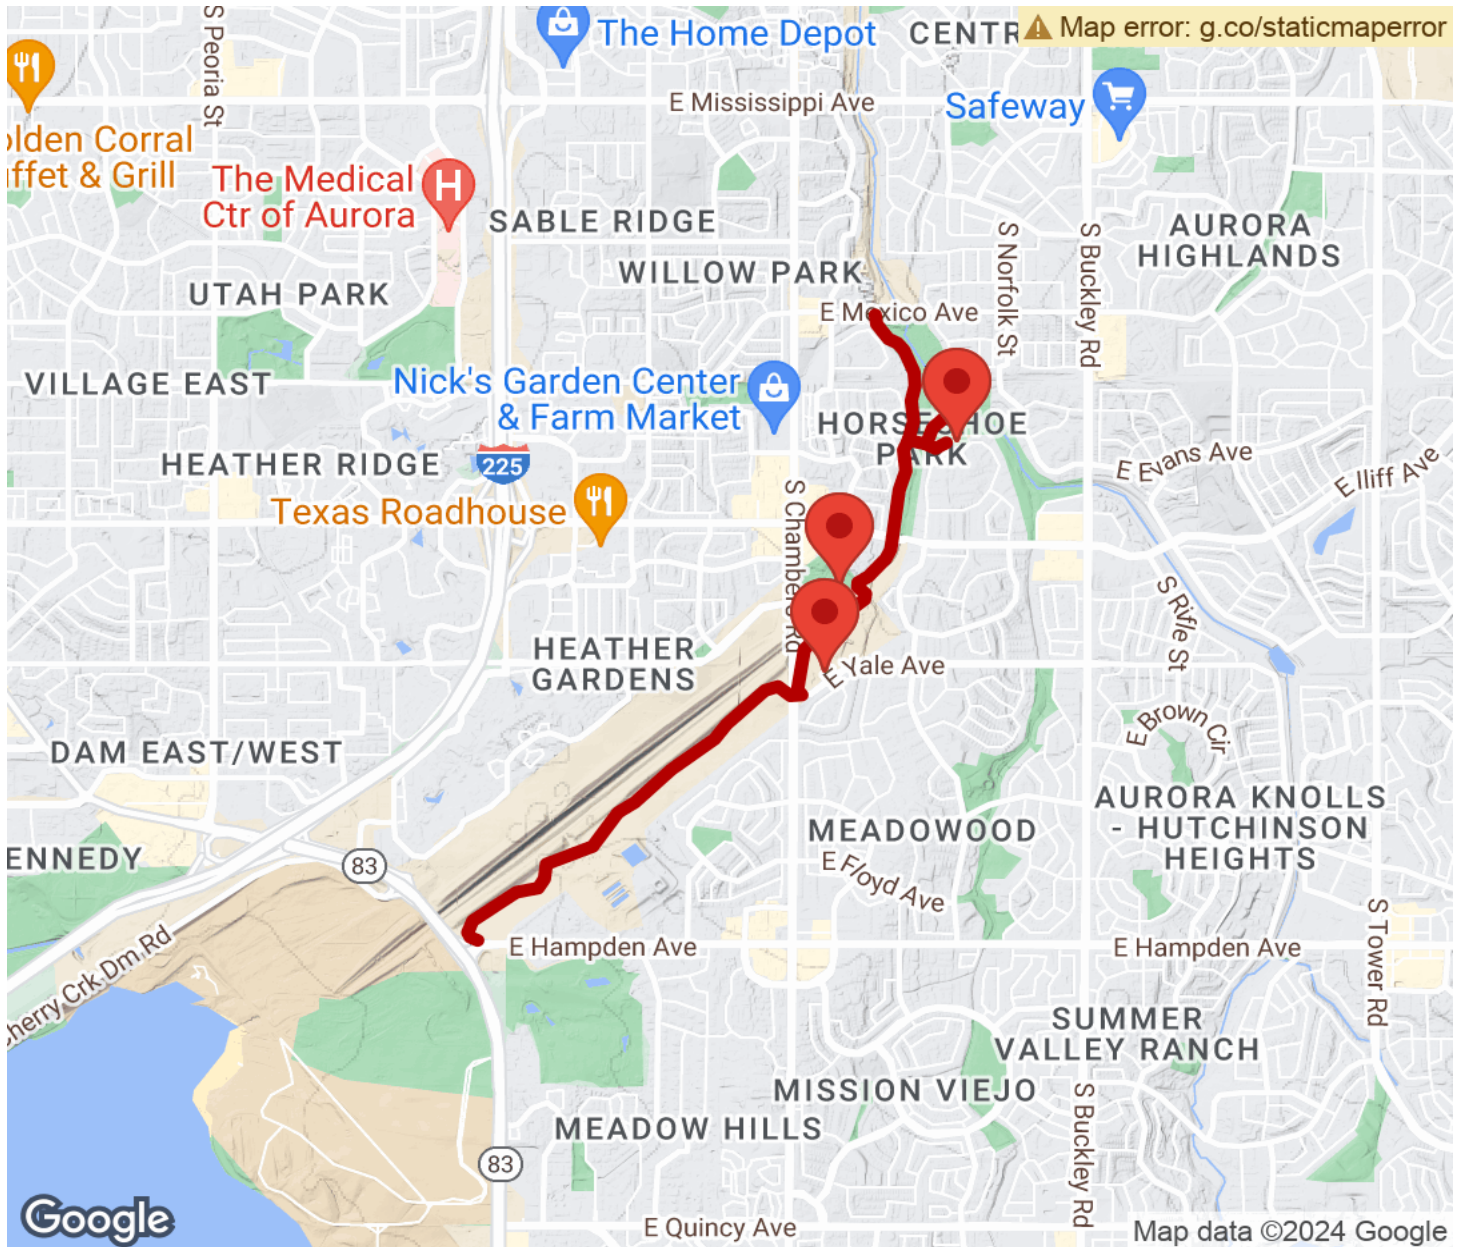 S Peoria St
The Home Depot
CENTR
Map error: g.co/staticmaperror
E Mississippi Ave
Safeway
olden Corral
uffet & Grill
The Medical
Ctr of Aurora
H
SABLE RIDGE
S Norfolk St
S Buckley Rd
AURORA
HIGHLANDS
WILLOW PARK
UTAH PARK
E Mexico Ave
VILLAGE EAST
Nick's Garden Center
& Farm Market
HORSESHOE
PARK
HEATHER RIDGE
225
E Evans Ave
E Iliff Ave
Texas Roadhouse
S Chambers Rd
S Rifle St
HEATHER
GARDENS
E Yale Ave
E Brown Cir
DAM EAST/WEST
AURORA KNOLLS
- HUTCHINSON
HEIGHTS
MEADOWOOD
ENNEDY
83
E Floyd Ave
S Tower Rd
E Hampden Ave
E Hampden Ave
Cherry Crk Dm Rd
SUMMER
VALLEY RANCH
MISSION VIEJO
MEADOW HILLS
S Buckley Rd
83
Google
E Quincy Ave
Map data ©2024 Google